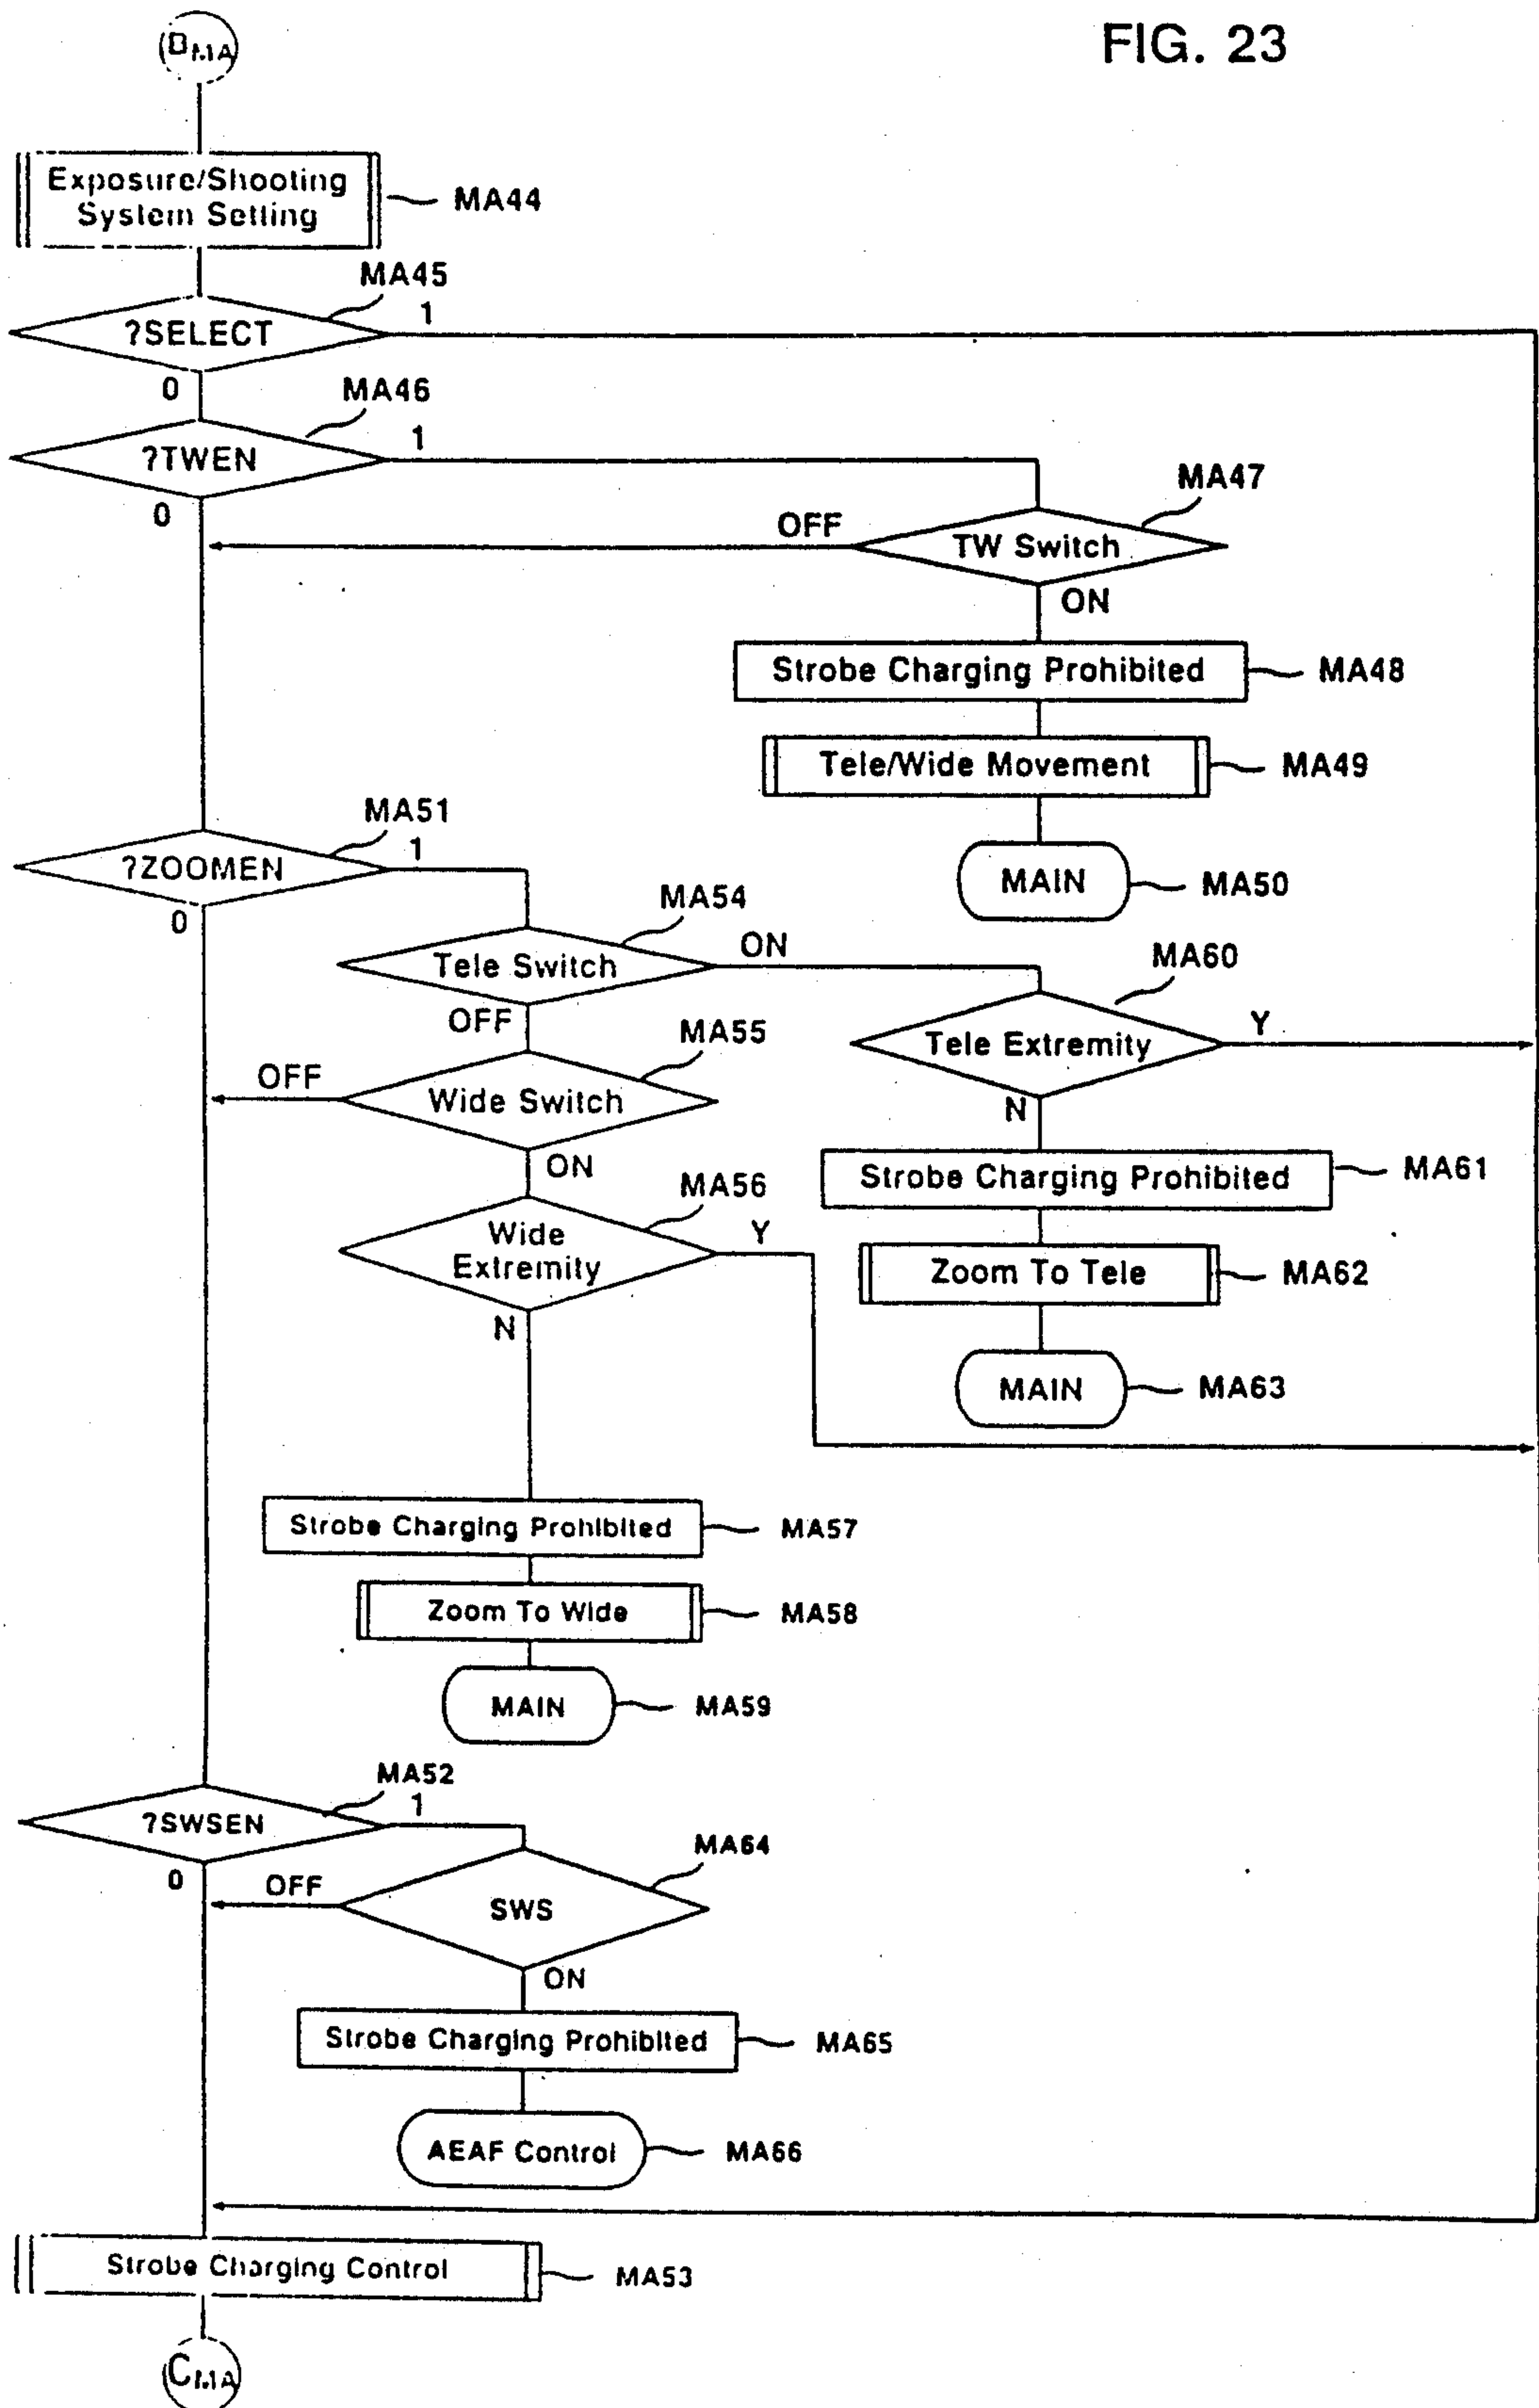 FIG. 23
BMA
Exposure/Shooting
System Setting
MA44
MA45
?SELECT
1
0
MA46
?TWEN
1
0
MA47
TW Switch
OFF
ON
Strobe Charging Prohibited
MA48
Tele/Wide Movement
MA49
MAIN
MA50
MA51
?ZOOMEN
1
0
MA54
Tele Switch
ON
OFF
MA60
Tele Extremity
Y
N
MA55
Wide Switch
OFF
ON
Strobe Charging Prohibited
MA61
MA56
Wide
Extremity
Y
N
Zoom To Tele
MA62
MAIN
MA63
Strobe Charging Prohibited
MA57
Zoom To Wide
MA58
MAIN
MA59
MA52
?SWSEN
1
0
MA64
SWS
OFF
ON
Strobe Charging Prohibited
MA65
AEAF Control
MA66
Strobe Charging Control
MA53
CMA